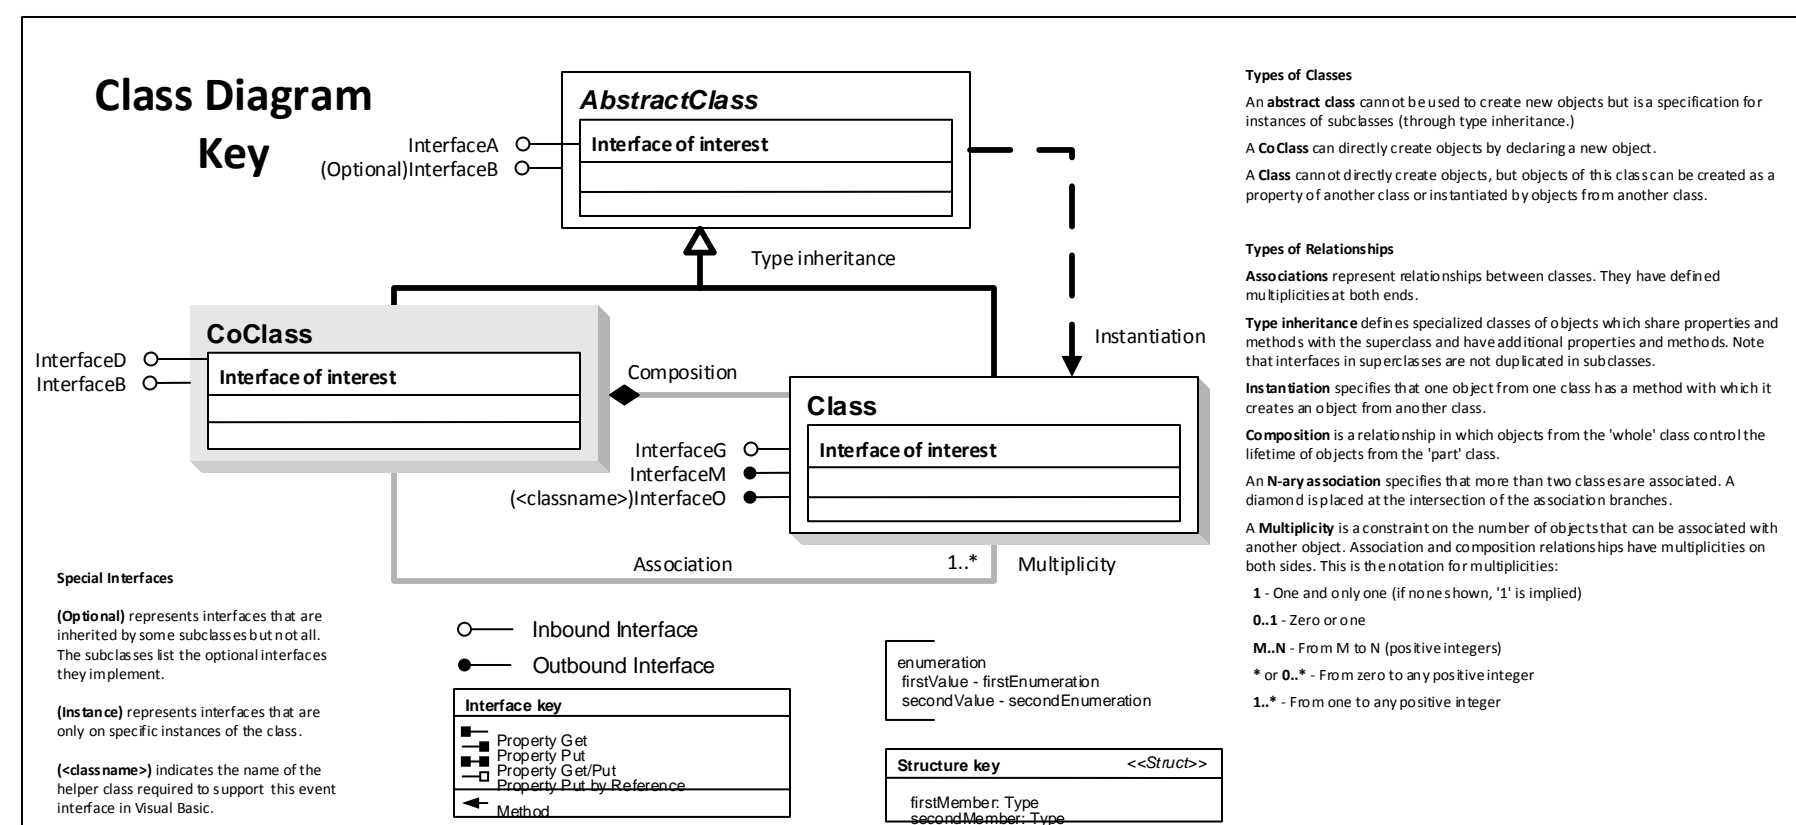 Class Diagram
Key
AbstractClass
Interface of interest
InterfaceA
(Optional)InterfaceB
Type inheritance
Instantiation
CoClass
Interface of interest
InterfaceD
InterfaceB
Composition
Class
Interface of interest
InterfaceG
InterfaceM
(<classname>)InterfaceO
Association
1..*
Multiplicity
Special Interfaces
(Optional) represents interfaces that are
inherited by some subclasses but not all.
The subclasses list the optional interfaces
they implement.
(Instance) represents interfaces that are
only on specific instances of the class.
(<classname>) indicates the name of the
helper class required to support this event
interface in Visual Basic.
Inbound Interface
Outbound Interface
Interface key
Property Get
Property Put
Property Get/Put
Property Put by Reference
Method
enumeration
firstValue - firstEnumeration
secondValue - secondEnumeration
Structure key <<Struct>>
firstMember: Type
secondMember: Type
Types of Classes
An abstract class cannot be used to create new objects but is a specification for
instances of subclasses (through type inheritance.)
A CoClass can directly create objects by declaring a new object.
A Class cannot directly create objects, but objects of this class can be created as a
property of another class or instantiated by objects from another class.
Types of Relationships
Associations represent relationships between classes. They have defined
multiplicities at both ends.
Type inheritance defines specialized classes of objects which share properties and
methods with the superclass and have additional properties and methods. Note
that interfaces in superclasses are not duplicated in subclasses.
Instantiation specifies that one object from one class has a method with which it
creates an object from another class.
Composition is a relationship in which objects from the 'whole' class control the
lifetime of objects from the 'part' class.
An N-ary association specifies that more than two classes are associated. A
diamond is placed at the intersection of the association branches.
A Multiplicity is a constraint on the number of objects that can be associated with
another object. Association and composition relationships have multiplicities on
both sides. This is the notation for multiplicities:
1 - One and only one (if none shown, '1' is implied)
0..1 - Zero or one
M..N - From M to N (positive integers)
* or 0..* - From zero to any positive integer
1..* - From one to any positive integer